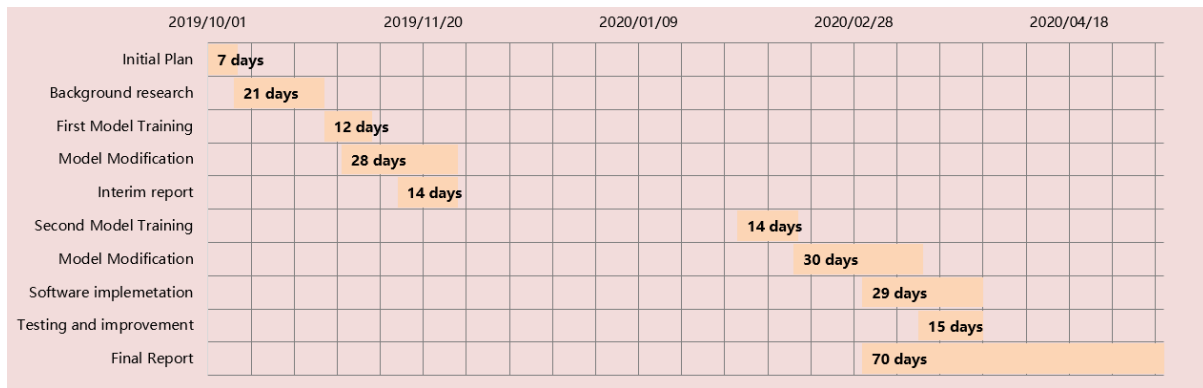 2019/10/01 2019/11/20 2020/01/09 2020/02/28 2020/04/18
Initial Plan 7 days
Background research 21 days
First Model Training 12 days
Model Modification 28 days
Interim report 14 days
Second Model Training 14 days
Model Modification 30 days
Software implemetation 29 days
Testing and improvement 15 days
Final Report 70 days